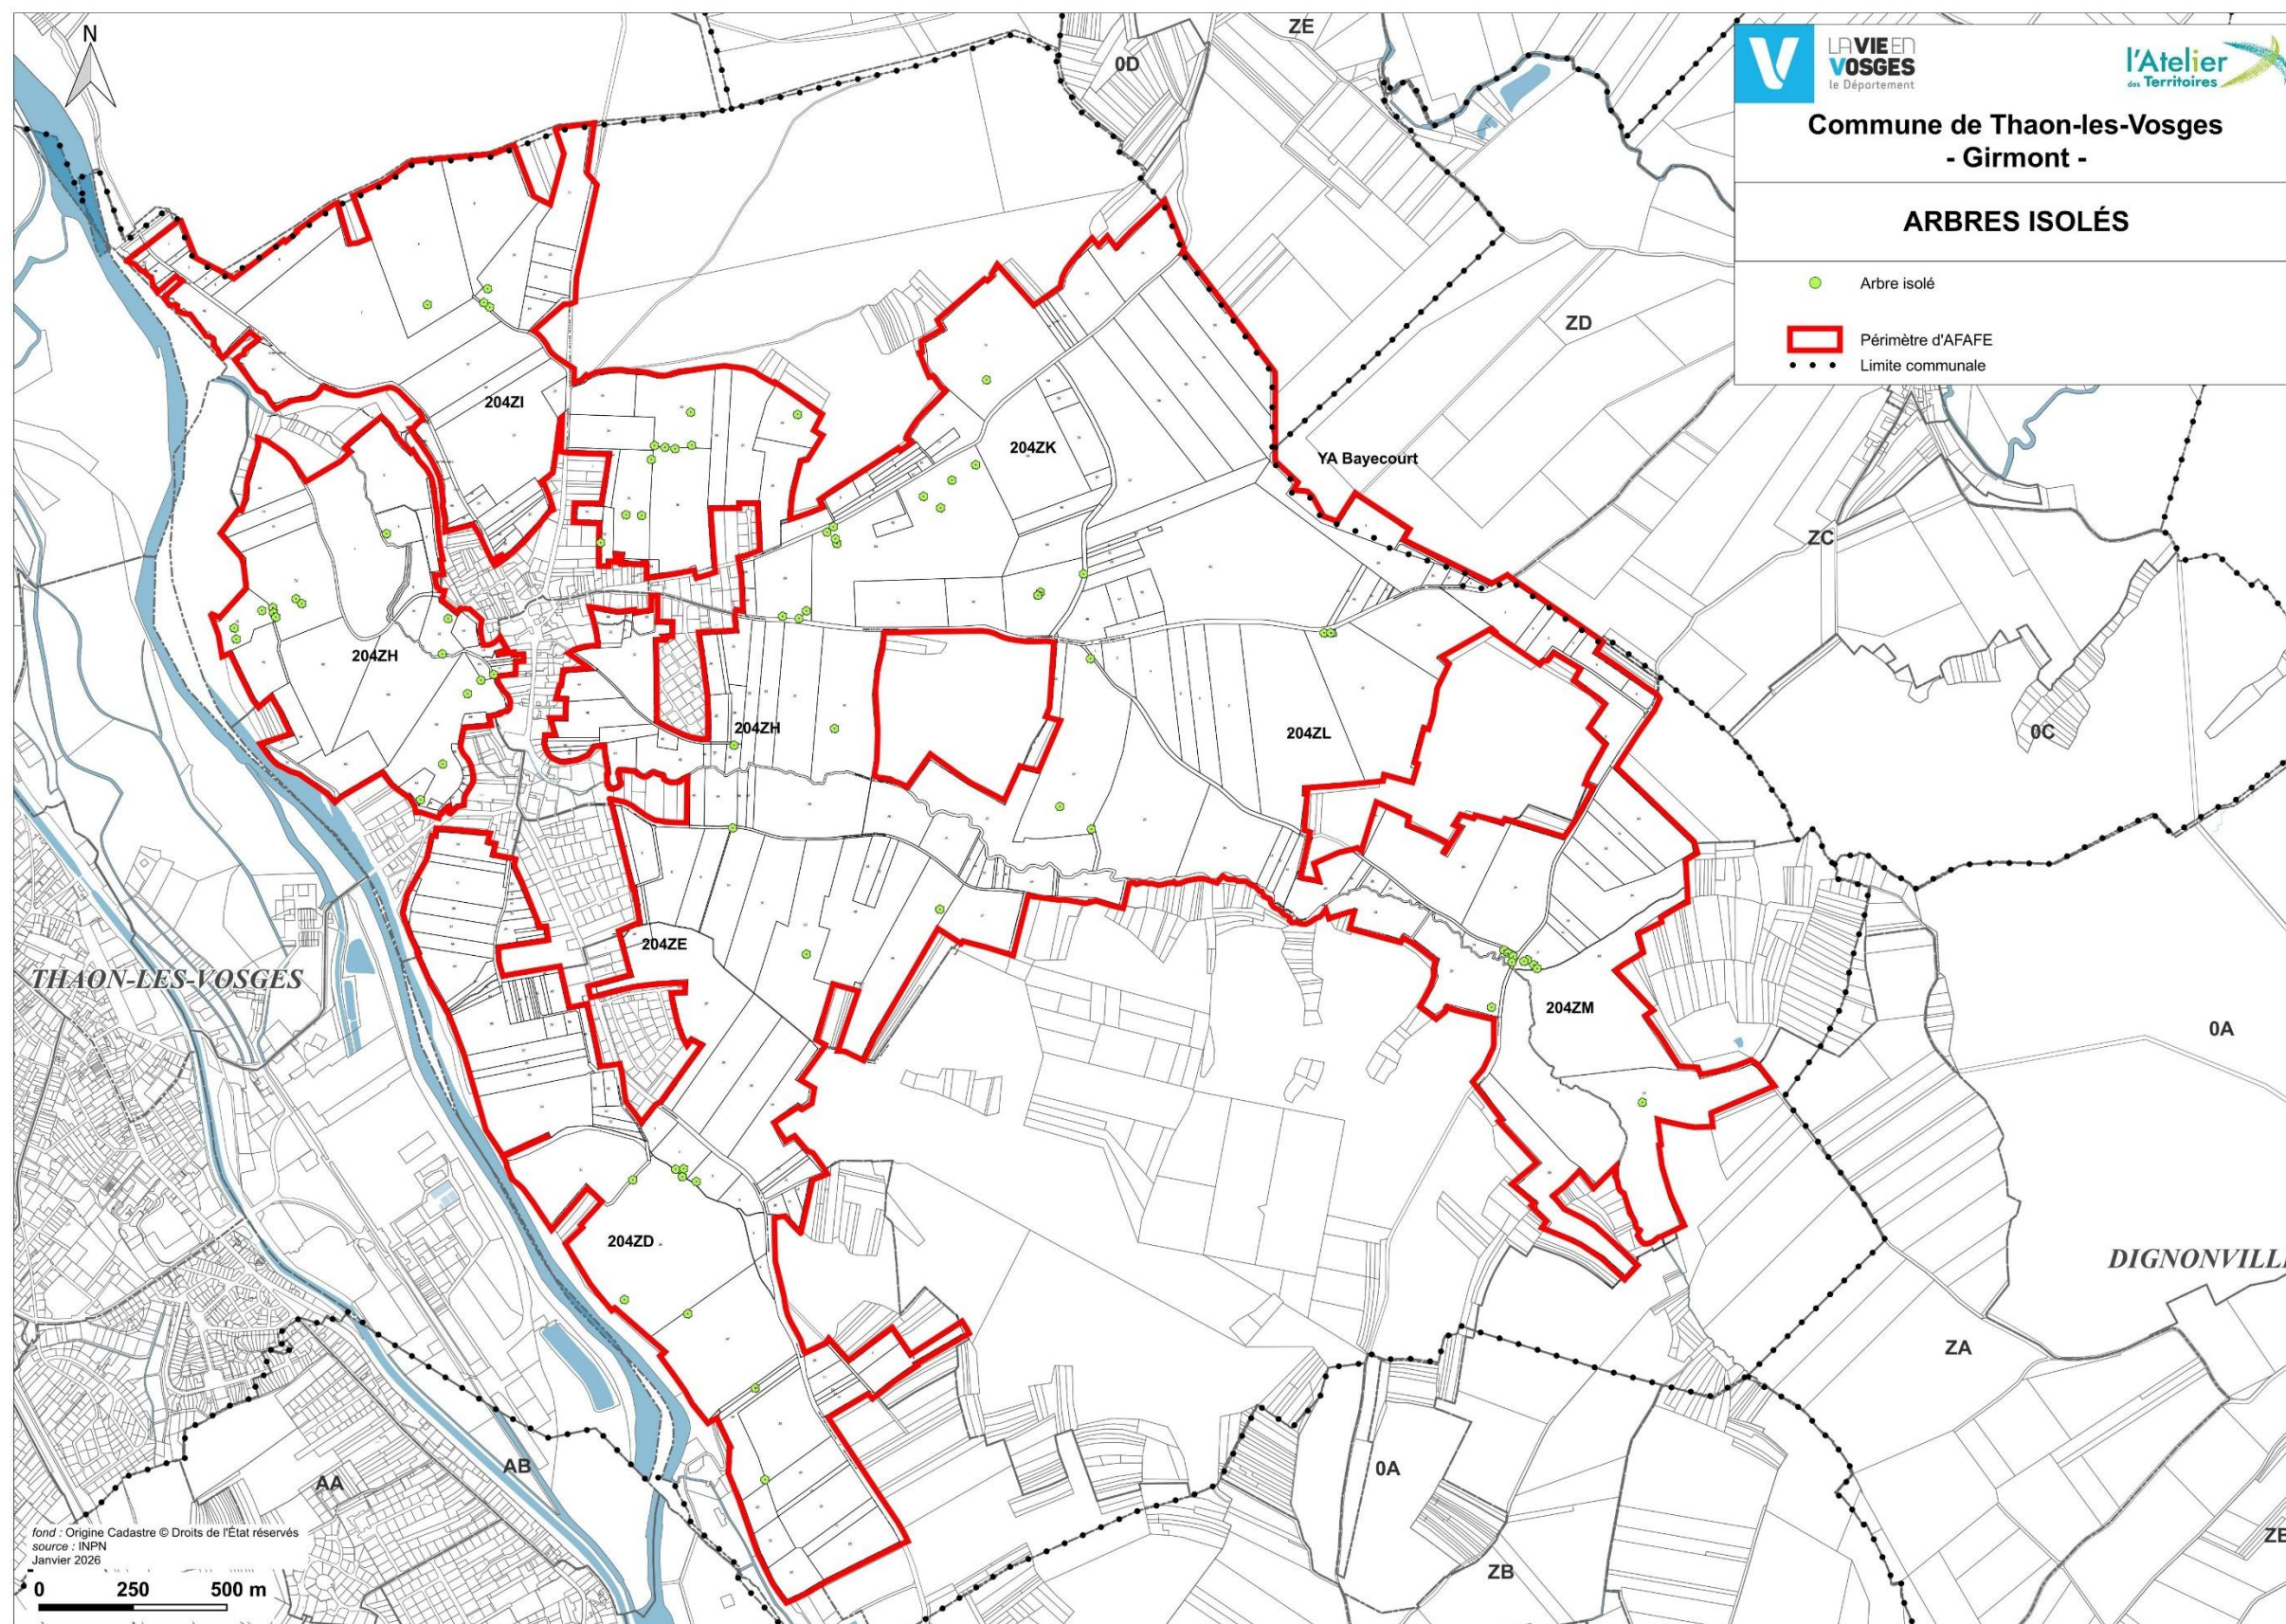 N
ZE
0D
LA VIE EN
VOSGES
le Département
l'Atelier
des Territoires
Commune de Thaon-les-Vosges
- Girmont -
ARBRES ISOLÉS
Arbre isolé
Périmètre d'AFAFE
Limite communale
ZD
204ZI
204ZK
YA Bayecourt
ZC
204ZH
204ZH
204ZL
0C
204ZE
THAON-LES-VOSGES
204ZM
0A
204ZD
DIGNONVILL
ZA
AB
0A
AA
ZB
ZE
fond : Origine Cadastre © Droits de l'État réservés
source : INPN
Janvier 2026
0 250 500 m